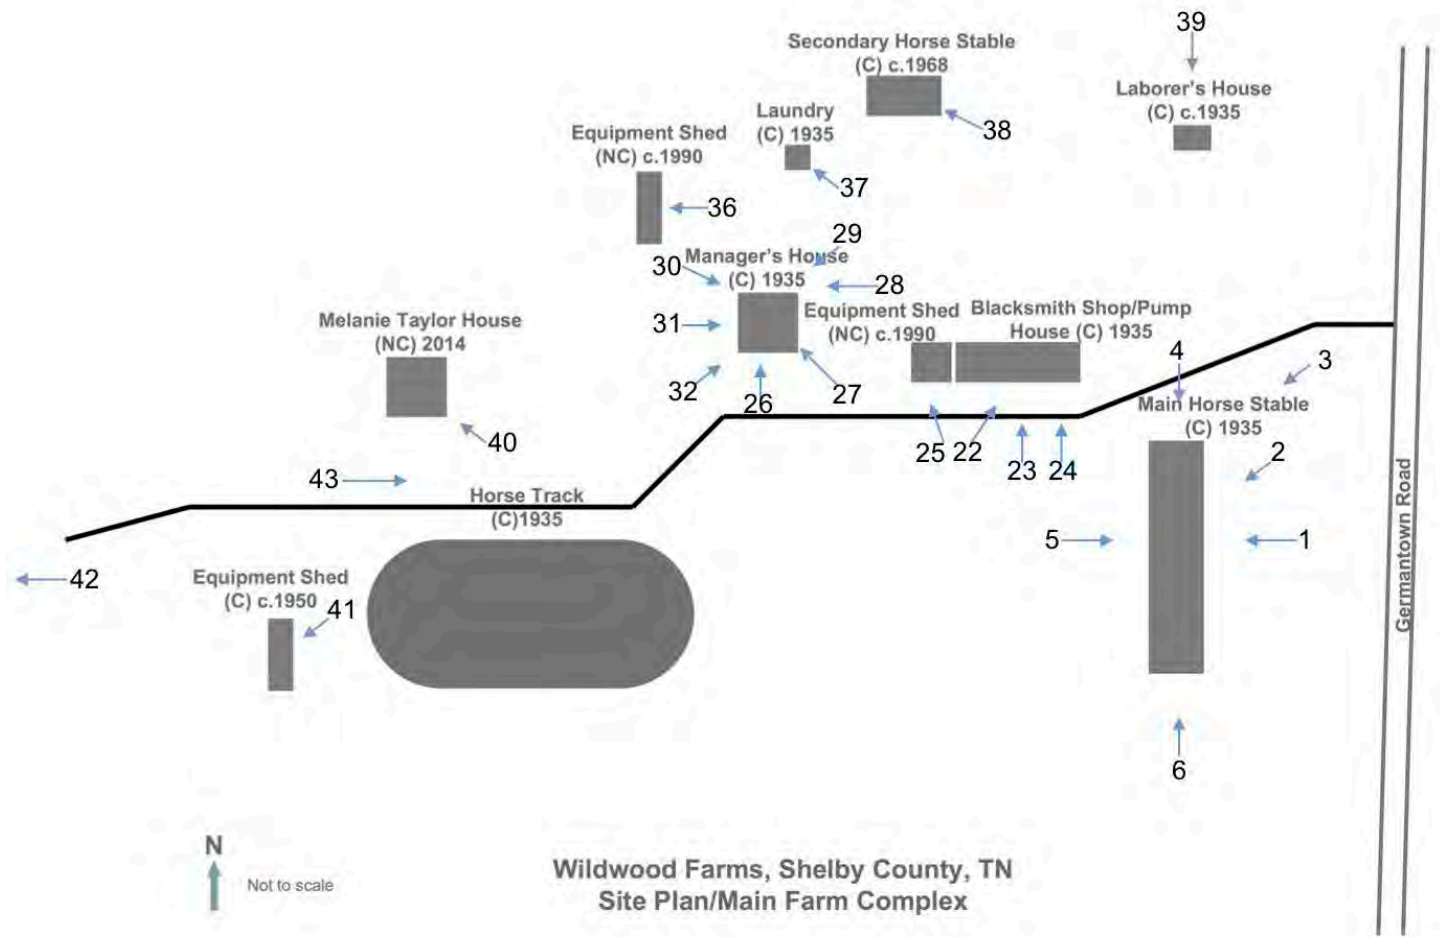 39
Secondary Horse Stable
(C) c.1968
Laborer's House
(C) c.1935
Laundry
(C) 1935
38
Equipment Shed
(NC) c.1990
37
36
29
Manager's House
(C) 1935
30
28
31
Equipment Shed
(NC) c.1990
Blacksmith Shop/Pump
House (C) 1935
Melanie Taylor House
(NC) 2014
4
3
32
26
27
Main Horse Stable
(C) 1935
40
25
22
23
24
2
43
Horse Track
(C)1935
5
1
Germantown Road
42
Equipment Shed
(C) c.1950
41
6
N
Not to scale
Wildwood Farms, Shelby County, TN
Site Plan/Main Farm Complex